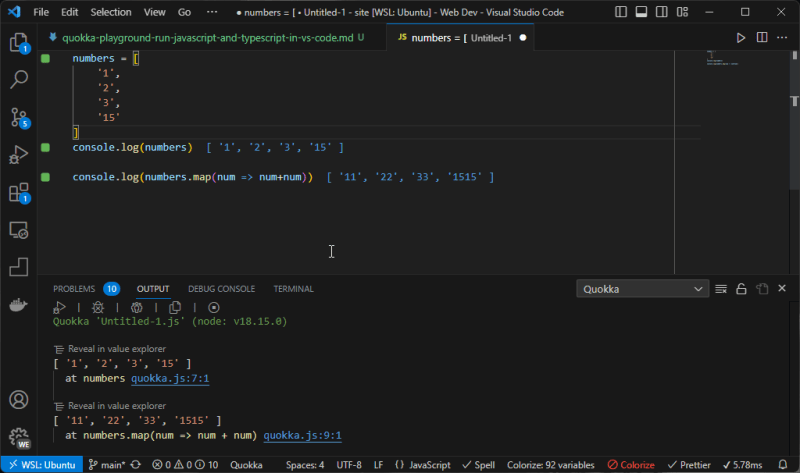 File Edit Selection View Go ··· ● numbers = [ • Untitled-1 - site [WSL: Ubuntu] - Web Dev - Visual Studio Code
quokka-playground-run-javascript-and-typescript-in-vs-code.md U JS numbers = [ Untitled-1 ●
1
5
1
numbers = [
'1',
'2',
'3',
'15'
]
console.log(numbers) [ '1', '2', '3', '15' ]
console.log(numbers.map(num => num+num)) [ '11', '22', '33', '1515' ]
PROBLEMS 10 OUTPUT DEBUG CONSOLE TERMINAL Quokka
Quokka 'Untitled-1.js' (node: v18.15.0)
Reveal in value explorer
[ '1', '2', '3', '15' ]
at numbers quokka.js:7:1
Reveal in value explorer
[ '11', '22', '33', '1515' ]
at numbers.map(num => num + num) quokka.js:9:1
WE
WSL: Ubuntu main* 0 0 10 Quokka Spaces: 4 UTF-8 LF {} JavaScript ✓ Spell Colorize: 92 variables Colorize ✓ Prettier ✓ 5.78ms